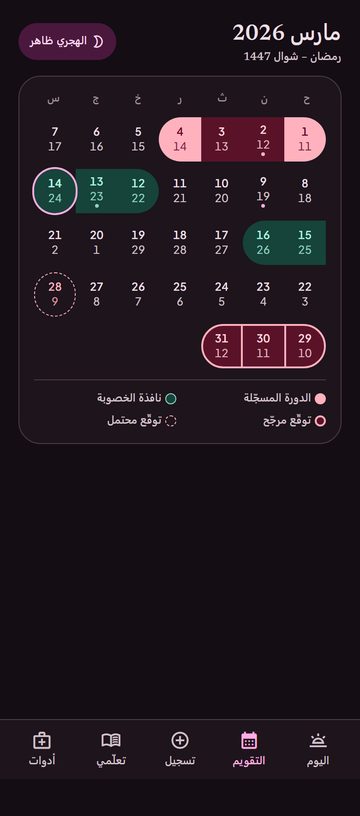 مارس 2026
رمضان – شوال 1447
الهجري ظاهر
ح ن ث ر خ ج س
1 2 3 4 5 6 7
11 12 13 14 15 16 17
8 9 10 11 12 13 14
18 19 20 21 22 23 24
15 16 17 18 19 20 21
25 26 27 28 29 1 2
22 23 24 25 26 27 28
3 4 5 6 7 8 9
29 30 31
10 11 12
الدورة المسجّلة
نافذة الخصوبة
توقّع مرجّح
توقّع محتمل
اليوم
التقويم
تسجيل
تعلّمي
أدوات